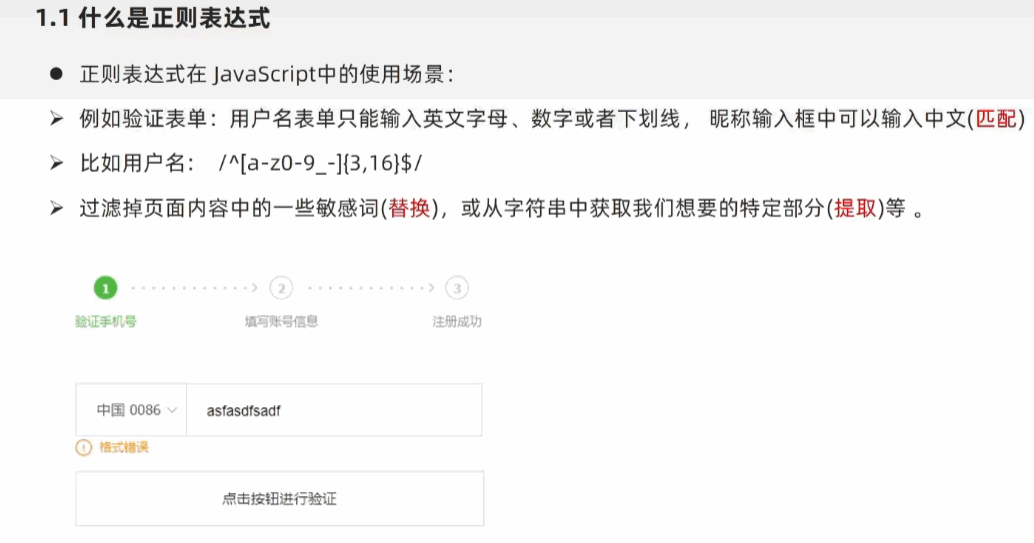 1.1 什么是正则表达式
● 正则表达式在 JavaScript中的使用场景：
➢ 例如验证表单：用户名表单只能输入英文字母、数字或者下划线， 昵称输入框中可以输入中文(匹配)
➢ 比如用户名： /^[a-z0-9_-]{3,16}$/
➢ 过滤掉页面内容中的一些敏感词(替换)，或从字符串中获取我们想要的特定部分(提取)等 。
1 2 3
验证手机号 填写账号信息 注册成功
中国 0086 asfasdfsadf
格式错误
点击按钮进行验证